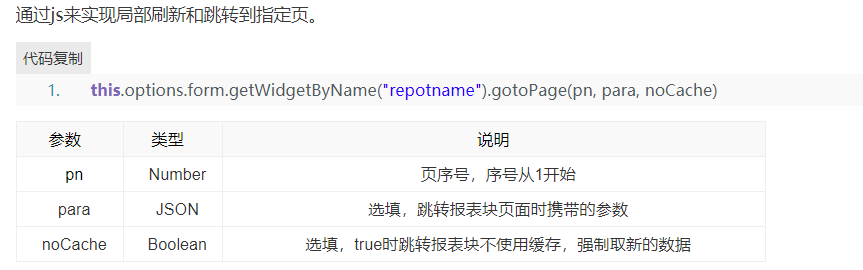 通过js来实现局部刷新和跳转到指定页。
代码复制
1. this.options.form.getWidgetByName("repotname").gotoPage(pn, para, noCache)
参数 类型 说明
pn Number 页序号，序号从1开始
para JSON 选填，跳转报表块页面时携带的参数
noCache Boolean 选填，true时跳转报表块不使用缓存，强制取新的数据